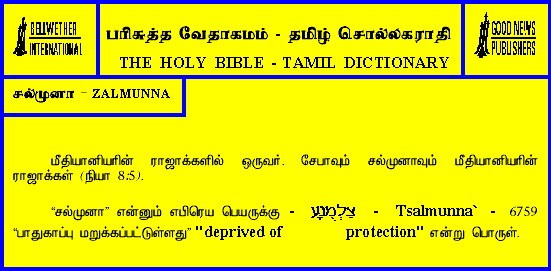 BELLWETHER
INTERNATIONAL
பரிசுத்த வேதாகமம் - தமிழ் சொல்லகராதி
THE HOLY BIBLE - TAMIL DICTIONARY
GOOD NEWS
PUBLISHERS
சல்முனா - ZALMUNNA
மீதியானியரின் ராஜாக்களில் ஒருவர். சேபாவும் சல்முனாவும் மீதியானியரின்
ராஜாக்கள் (நியா 8:5).
“சல்முனா” என்னும் எபிரெய பெயருக்கு - צַלְמֻנָּע - Tsalmunna` - 6759
“பாதுகாப்பு மறுக்கப்பட்டுள்ளது” "deprived of protection" என்று பொருள்.